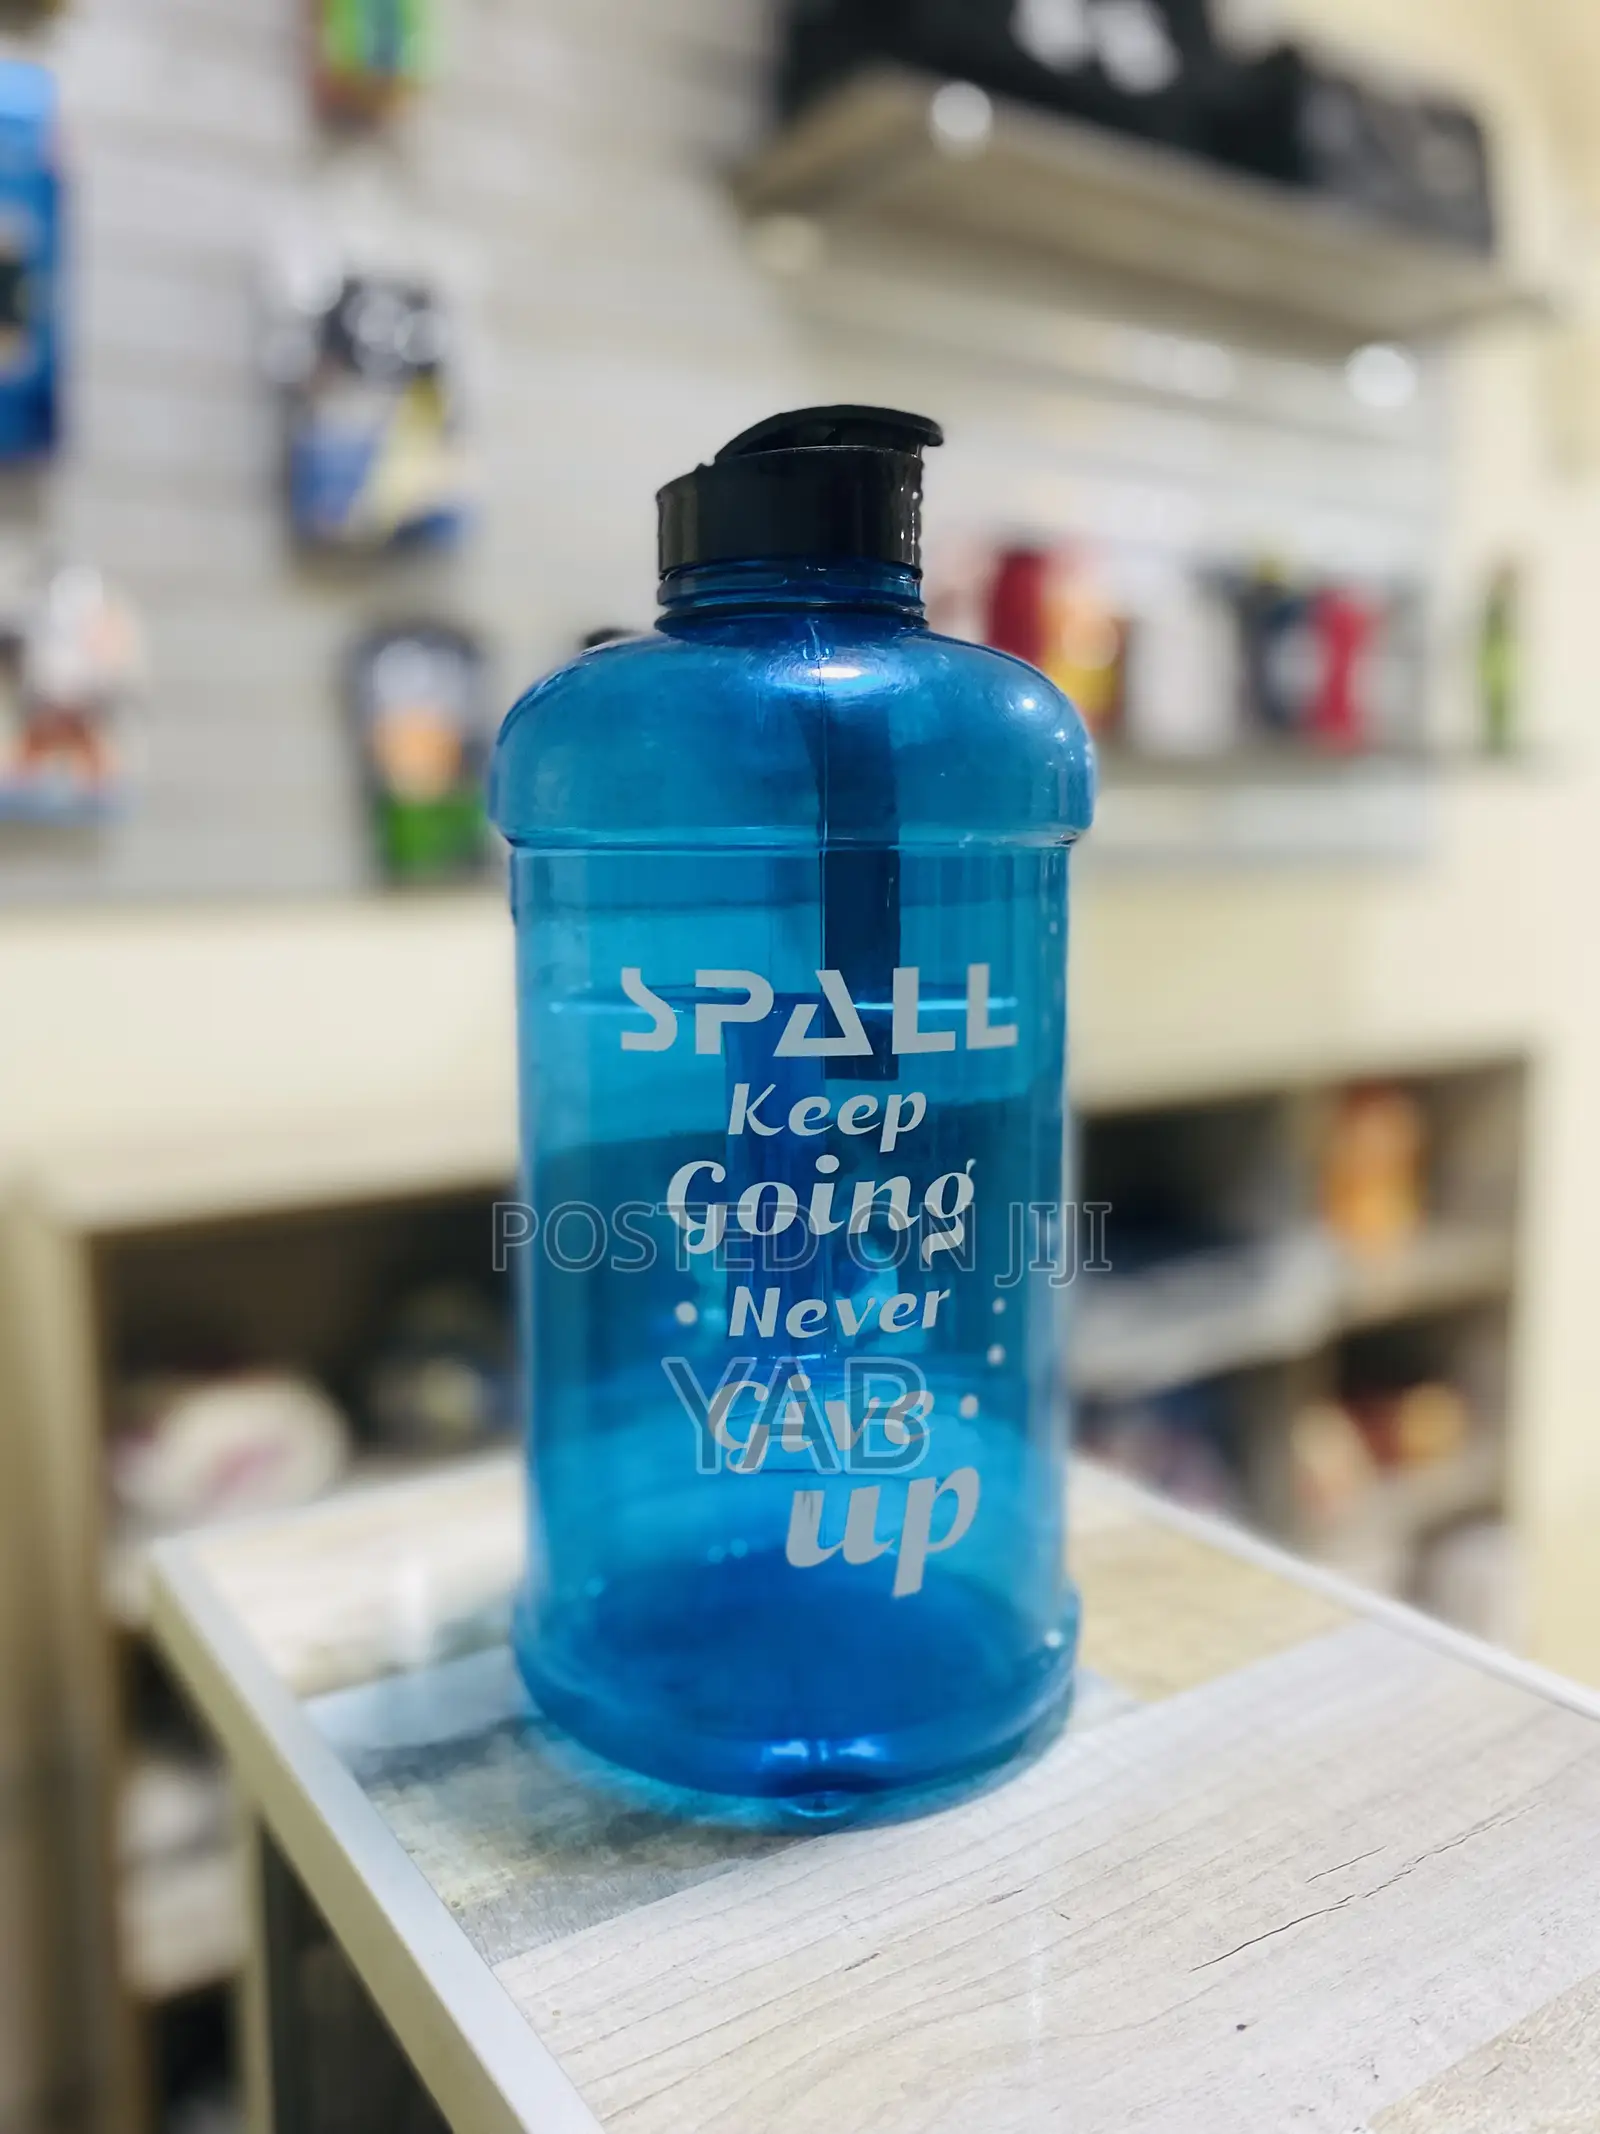 SPALL
Keep
Going
POSTED ON JIJI
Never
YAB
Give
up